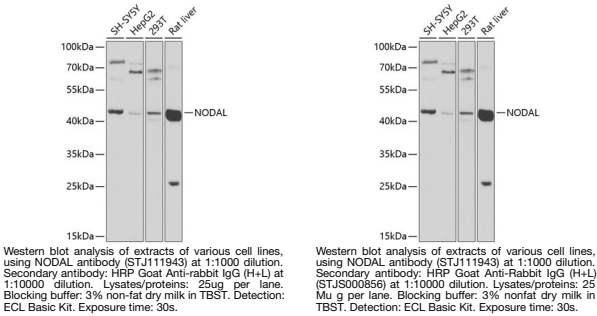 SH-SY5Y
HepG2
293T
Rat liver
100kDa
70kDa
55kDa
40kDa
35kDa
25kDa
15kDa
NODAL
Western blot analysis of extracts of various cell lines,
using NODAL antibody (STJ111943) at 1:1000 dilution.
Secondary antibody: HRP Goat Anti-rabbit IgG (H+L) at
1:10000 dilution. Lysates/proteins: 25ug per lane.
Blocking buffer: 3% non-fat dry milk in TBST. Detection:
ECL Basic Kit. Exposure time: 30s.
SH-SY5Y
HepG2
293T
Rat liver
100kDa
70kDa
55kDa
40kDa
35kDa
25kDa
15kDa
NODAL
Western blot analysis of extracts of various cell lines,
using NODAL antibody (STJ111943) at 1:1000 dilution.
Secondary antibody: HRP Goat Anti-Rabbit IgG (H+L)
(STJS000856) at 1:10000 dilution. Lysates/proteins: 25
Mu g per lane. Blocking buffer: 3% nonfat dry milk in
TBST. Detection: ECL Basic Kit. Exposure time: 30s.